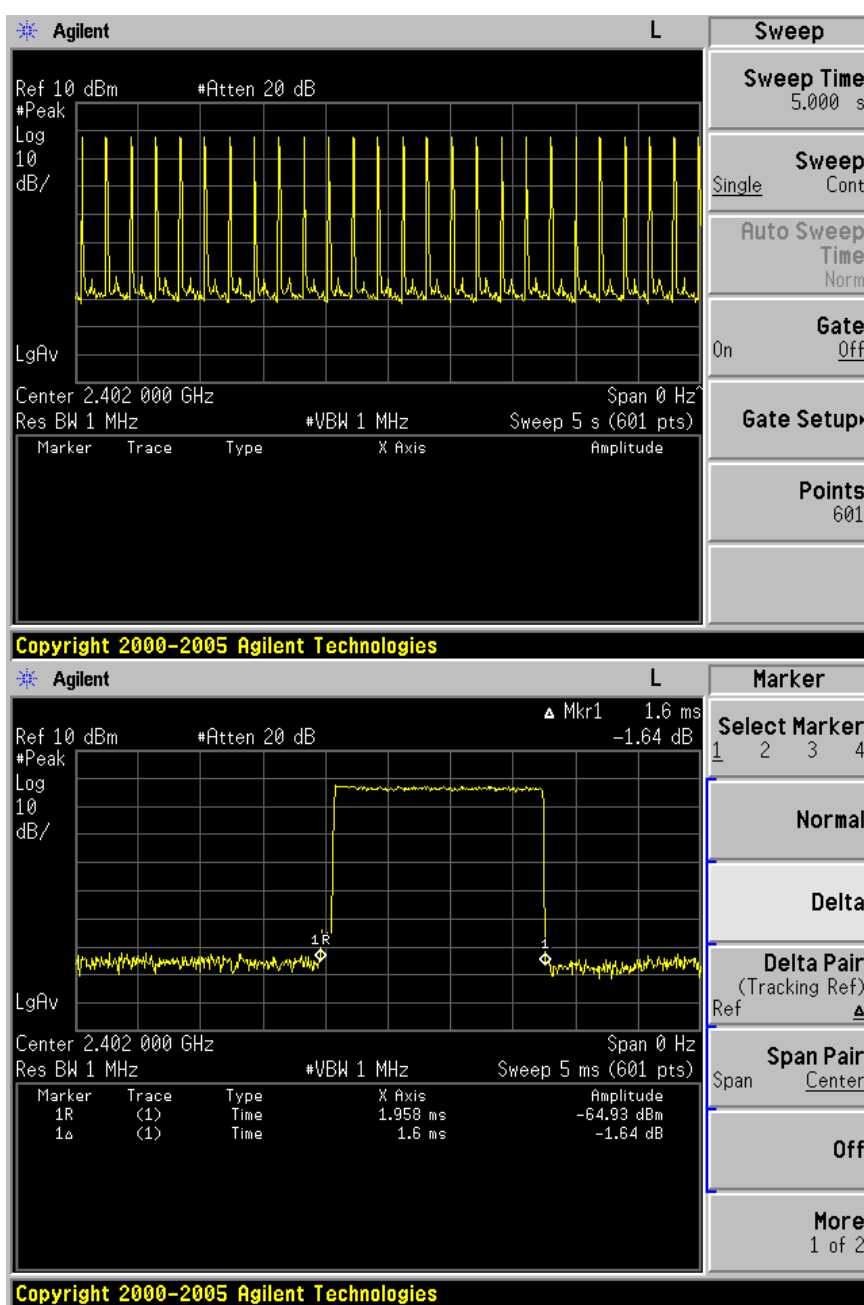 Agilent L Sweep
Ref 10 dBm #Atten 20 dB
#Peak
Log
10
dB/
LgAv
Center 2.402 000 GHz Span 0 Hz^
Res BW 1 MHz #VBW 1 MHz Sweep 5 s (601 pts)
Marker Trace Type X Axis Amplitude
Sweep Time
5.000 s
Sweep
Single Cont
Auto Sweep
Time
Norm
Gate
On Off
Gate Setup▸
Points
601
Copyright 2000-2005 Agilent Technologies
Agilent L Marker
Δ Mkr1 1.6 ms
Ref 10 dBm #Atten 20 dB -1.64 dB
#Peak
Log
10
dB/
1R
1
LgAv
Center 2.402 000 GHz Span 0 Hz
Res BW 1 MHz #VBW 1 MHz Sweep 5 ms (601 pts)
Marker Trace Type X Axis Amplitude
1R (1) Time 1.958 ms -64.93 dBm
1Δ (1) Time 1.6 ms -1.64 dB
Select Marker
1 2 3 4
Normal
Delta
Delta Pair
(Tracking Ref)
Ref Δ
Span Pair
Span Center
Off
More
1 of 2
Copyright 2000-2005 Agilent Technologies